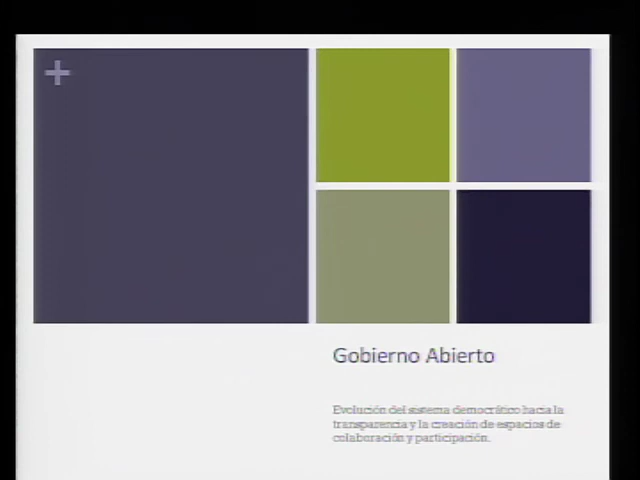 +
Gobierno Abierto
Evolución del sistema democrático hacia la
transparencia y la creación de espacios de
colaboración y participación.